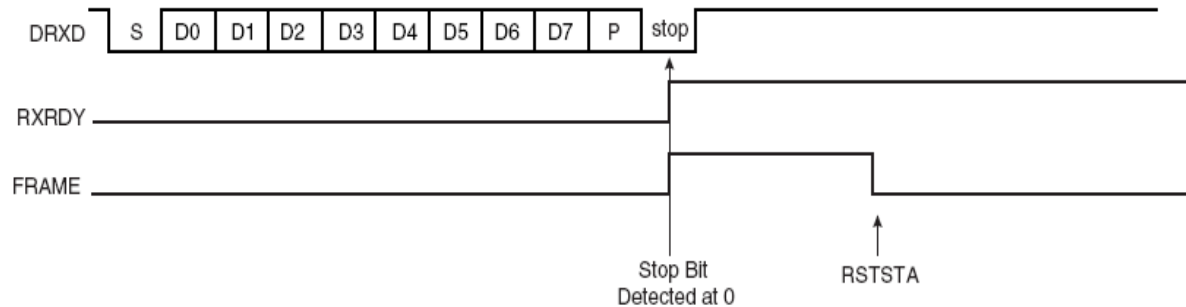 DRXD S D0 D1 D2 D3 D4 D5 D6 D7 P stop
RXRDY
FRAME
Stop Bit
Detected at 0
RSTSTA